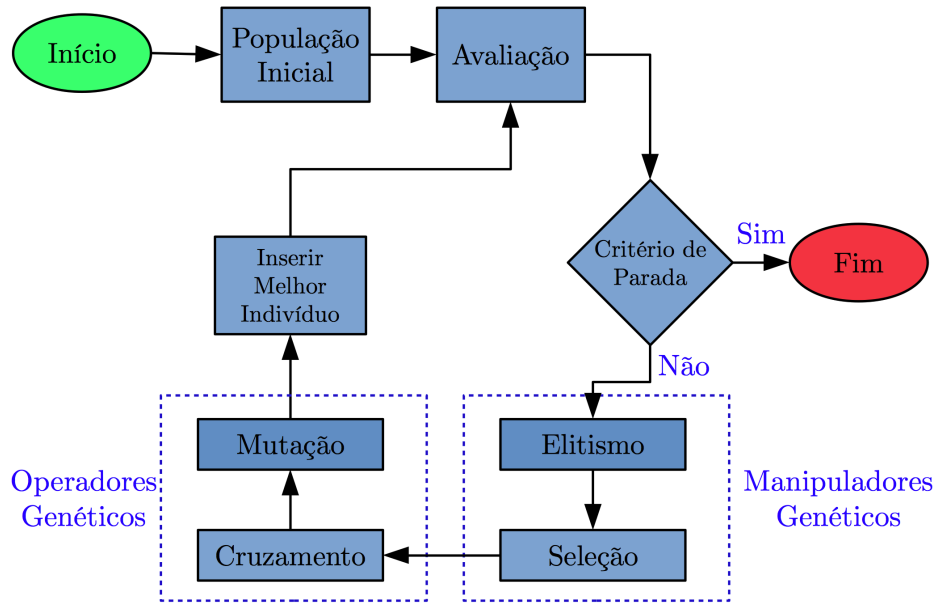 Início
População
Inicial
Avaliação
Critério de
Parada
Sim
Fim
Não
Inserir
Melhor
Indivíduo
Mutação
Elitismo
Operadores
Genéticos
Manipuladores
Genéticos
Cruzamento
Seleção